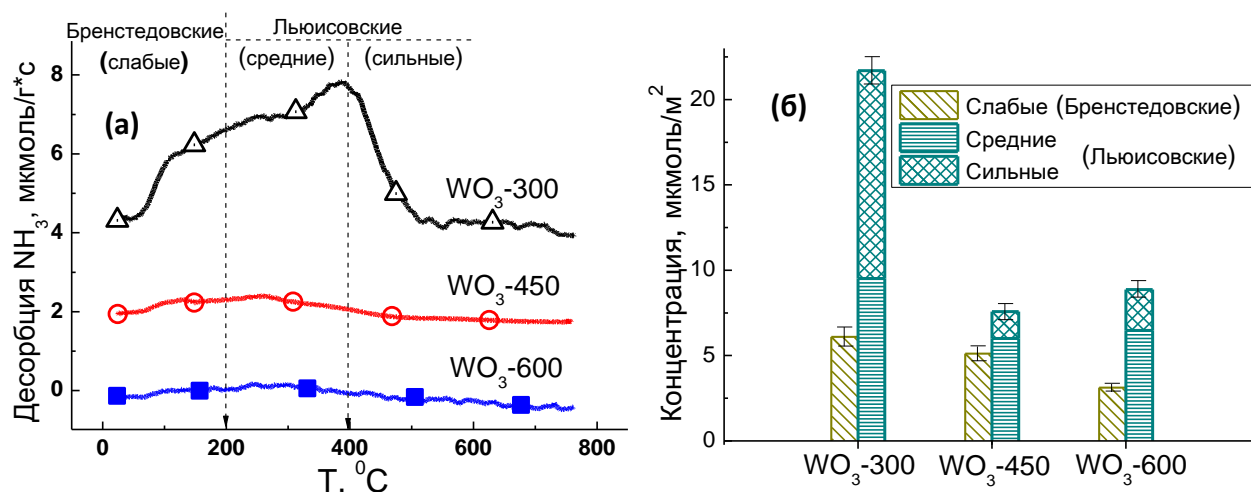 Бренстедовские
(слабые)
Льюисовские
(средние)
(сильные)
(а)
Десорбция NH3, мкмоль/г*с
8
6
4
2
0
WO3-300
WO3-450
WO3-600
0 200 400 600 800
T, 0C
(б)
Концентрация, мкмоль/м2
20
15
10
5
0
Слабые (Бренстедовские)
Средние
(Льюисовские)
Сильные
WO3-300 WO3-450 WO3-600